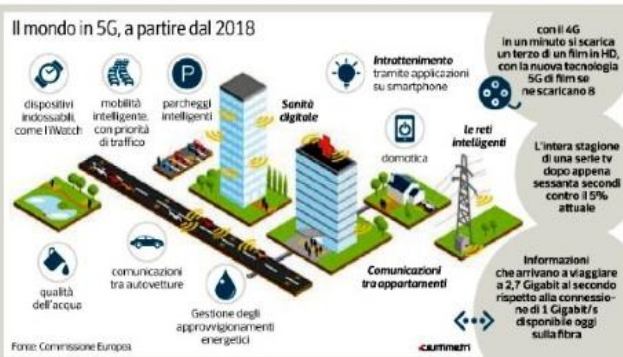 Il mondo in 5G, a partire dal 2018
dispositivi
indossabili,
come l'iWatch
mobilità
intelligente,
con priorità
di traffico
P
parcheggi
intelligenti
Sanità
digitale
Intrattenimento
tramite applicazioni
su smartphone
domotica
le reti
intelligenti
qualità
dell'acqua
comunicazioni
tra autovetture
Gestione degli
approvvigionamenti
energetici
Comunicazioni
tra appartamenti
con il 4G
in un minuto si scarica
un terzo di un film in HD,
con la nuova tecnologia
5G di film se
ne scaricano 8
L'intera stagione
di una serie tv
dopo appena
sessanta secondi
contro il 5%
attuale
Informazioni
che arrivano a viaggiare
a 2,7 Gigabit al secondo
rispetto alla connessio-
ne di 1 Gigabit/s
disponibile oggi
sulla fibra
Fonte: Commissione Europea
centimetri